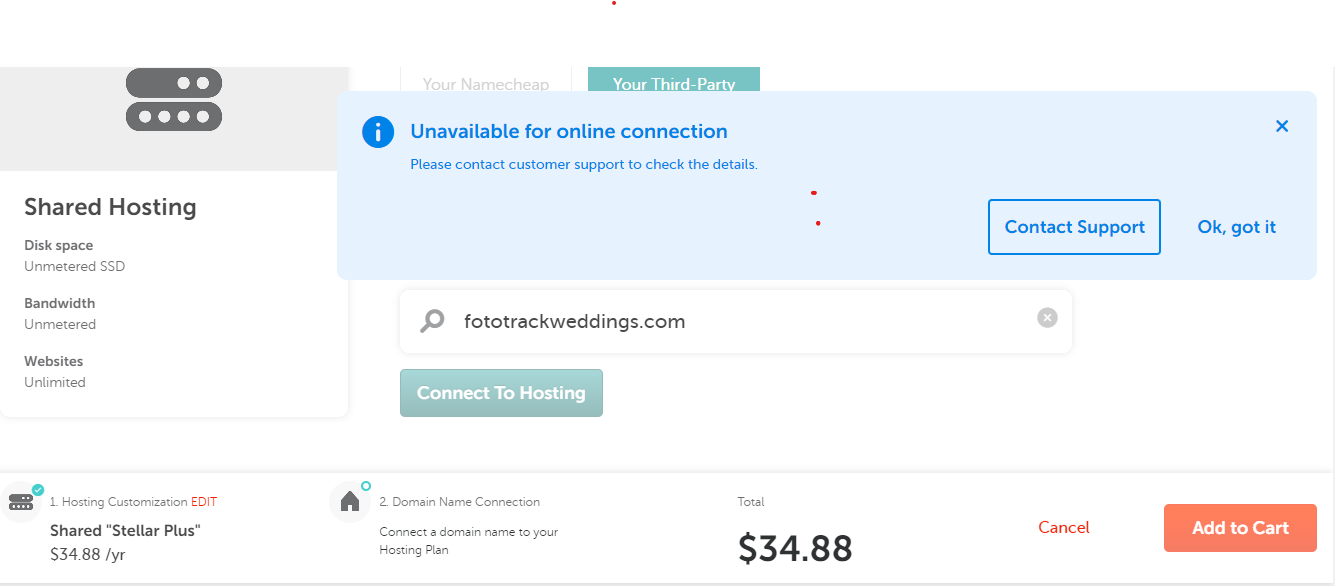 Your Namecheap
Your Third-Party
Unavailable for online connection
Please contact customer support to check the details.
Contact Support
Ok, got it
Shared Hosting
Disk space
Unmetered SSD
Bandwidth
Unmetered
Websites
Unlimited
fototrackweddings.com
Connect To Hosting
1. Hosting Customization EDIT
Shared "Stellar Plus"
$34.88 /yr
2. Domain Name Connection
Connect a domain name to your
Hosting Plan
Total
$34.88
Cancel
Add to Cart